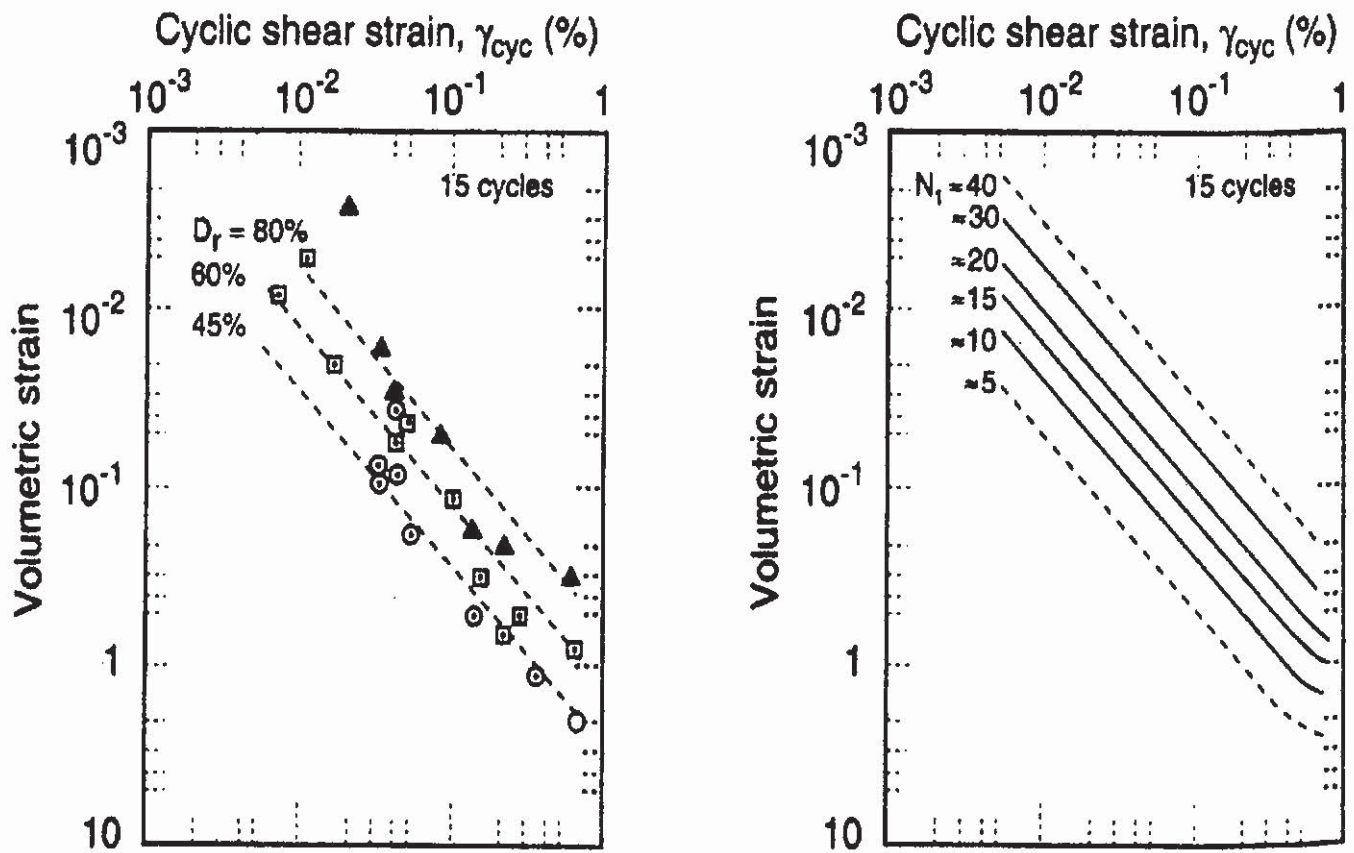 Cyclic shear strain, γcyc (%)
10-3 10-2 10-1 1
10-3
15 cycles
Dr = 80%
60%
10-2
45%
10-1
1
10
Volumetric strain
Cyclic shear strain, γcyc (%)
10-3 10-2 10-1 1
10-3
N1 ≈40 15 cycles
≈30
≈20
≈15
10-2
≈10
≈5
10-1
1
10
Volumetric strain